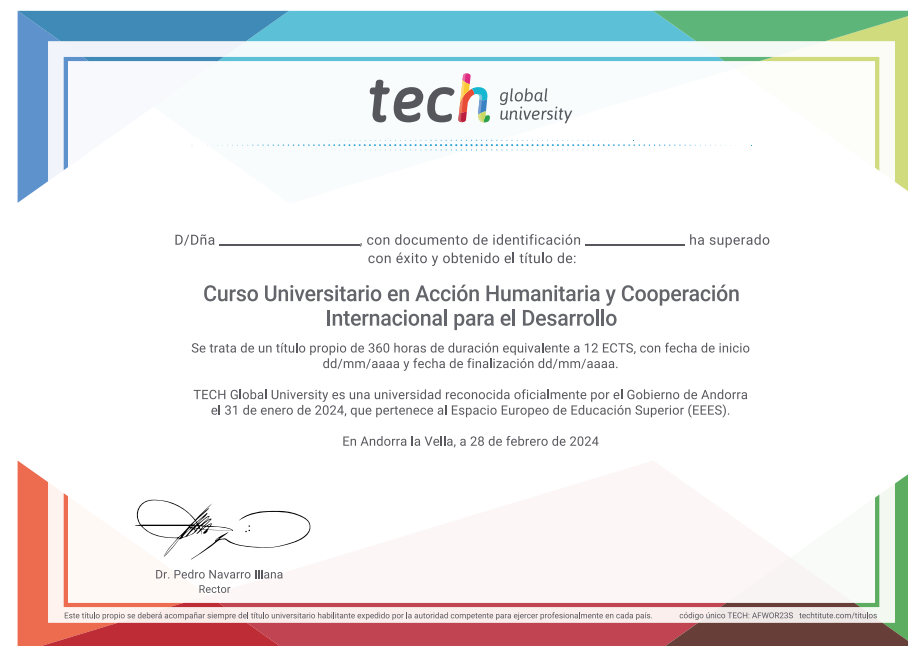 tech global university
D/Dña ______________, con documento de identificación __________ ha superado
con éxito y obtenido el título de:
Curso Universitario en Acción Humanitaria y Cooperación
Internacional para el Desarrollo
Se trata de un título propio de 360 horas de duración equivalente a 12 ECTS, con fecha de inicio
dd/mm/aaaa y fecha de finalización dd/mm/aaaa.
TECH Global University es una universidad reconocida oficialmente por el Gobierno de Andorra
el 31 de enero de 2024, que pertenece al Espacio Europeo de Educación Superior (EEES).
En Andorra la Vella, a 28 de febrero de 2024
Dr. Pedro Navarro Illana
Rector
Este título propio se deberá acompañar siempre del título universitario habilitante expedido por la autoridad competente para ejercer profesionalmente en cada país. código único TECH: AFWOR23S techtitute.com/titulos